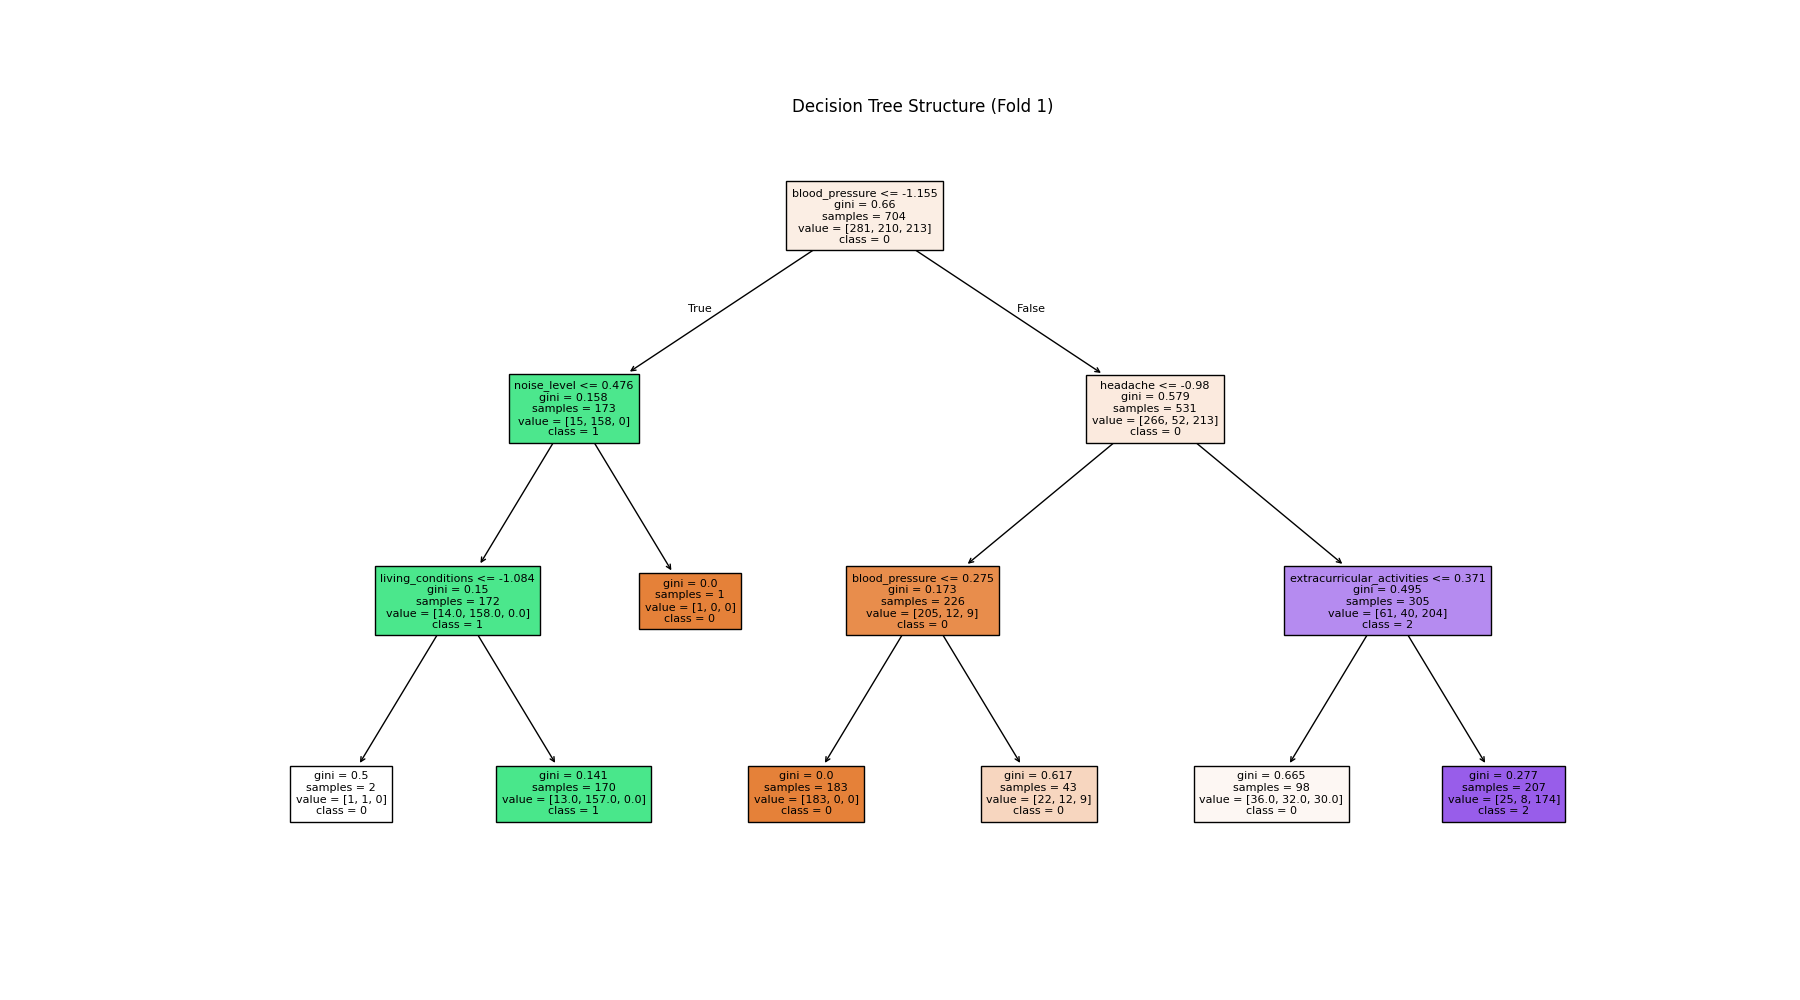 Decision Tree Structure (Fold 1)
blood_pressure <= -1.155
gini = 0.66
samples = 704
value = [281, 210, 213]
class = 0
True
False
noise_level <= 0.476
gini = 0.158
samples = 173
value = [15, 158, 0]
class = 1
headache <= -0.98
gini = 0.579
samples = 531
value = [266, 52, 213]
class = 0
living_conditions <= -1.084
gini = 0.15
samples = 172
value = [14.0, 158.0, 0.0]
class = 1
gini = 0.0
samples = 1
value = [1, 0, 0]
class = 0
blood_pressure <= 0.275
gini = 0.173
samples = 226
value = [205, 12, 9]
class = 0
extracurricular_activities <= 0.371
gini = 0.495
samples = 305
value = [61, 40, 204]
class = 2
gini = 0.5
samples = 2
value = [1, 1, 0]
class = 0
gini = 0.141
samples = 170
value = [13.0, 157.0, 0.0]
class = 1
gini = 0.0
samples = 183
value = [183, 0, 0]
class = 0
gini = 0.617
samples = 43
value = [22, 12, 9]
class = 0
gini = 0.665
samples = 98
value = [36.0, 32.0, 30.0]
class = 0
gini = 0.277
samples = 207
value = [25, 8, 174]
class = 2